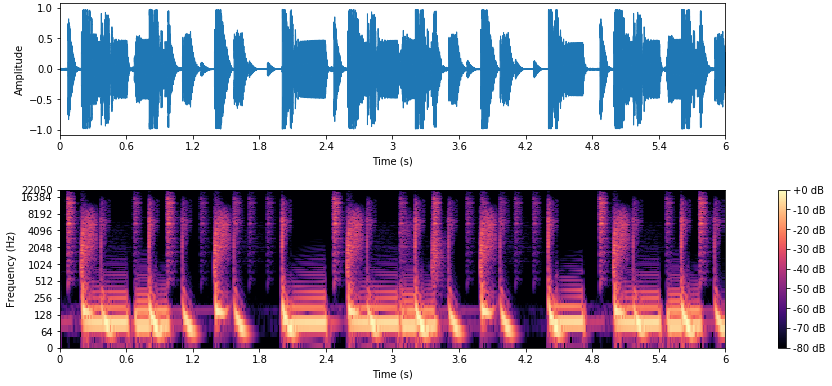 1.0
0.5
0.0
−0.5
−1.0
Amplitude
0 0.6 1.2 1.8 2.4 3 3.6 4.2 4.8 5.4 6
Time (s)
22050
16384
8192
4096
2048
1024
512
256
128
64
0
Frequency (Hz)
0 0.6 1.2 1.8 2.4 3 3.6 4.2 4.8 5.4 6
Time (s)
+0 dB
-10 dB
-20 dB
-30 dB
-40 dB
-50 dB
-60 dB
-70 dB
-80 dB